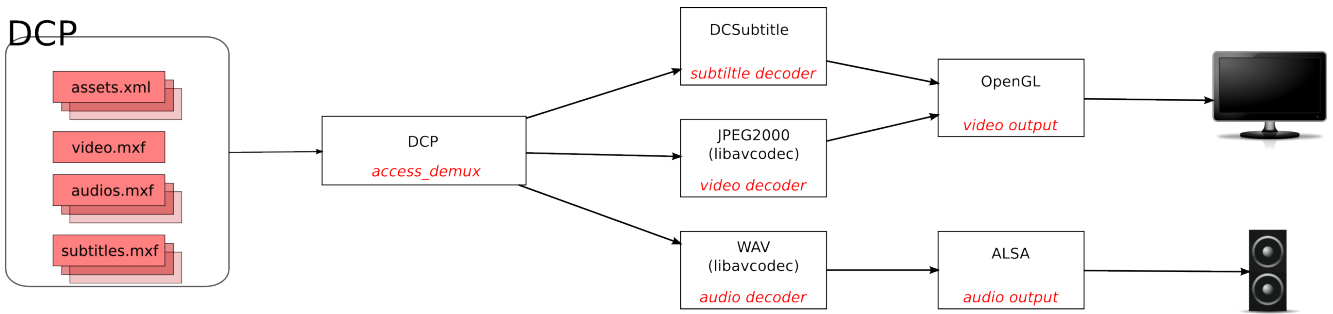 DCP
assets.xml
video.mxf
audios.mxf
subtitles.mxf
DCP
access_demux
DCSubtitle
subtiltle decoder
JPEG2000
(libavcodec)
video decoder
WAV
(libavcodec)
audio decoder
OpenGL
video output
ALSA
audio output